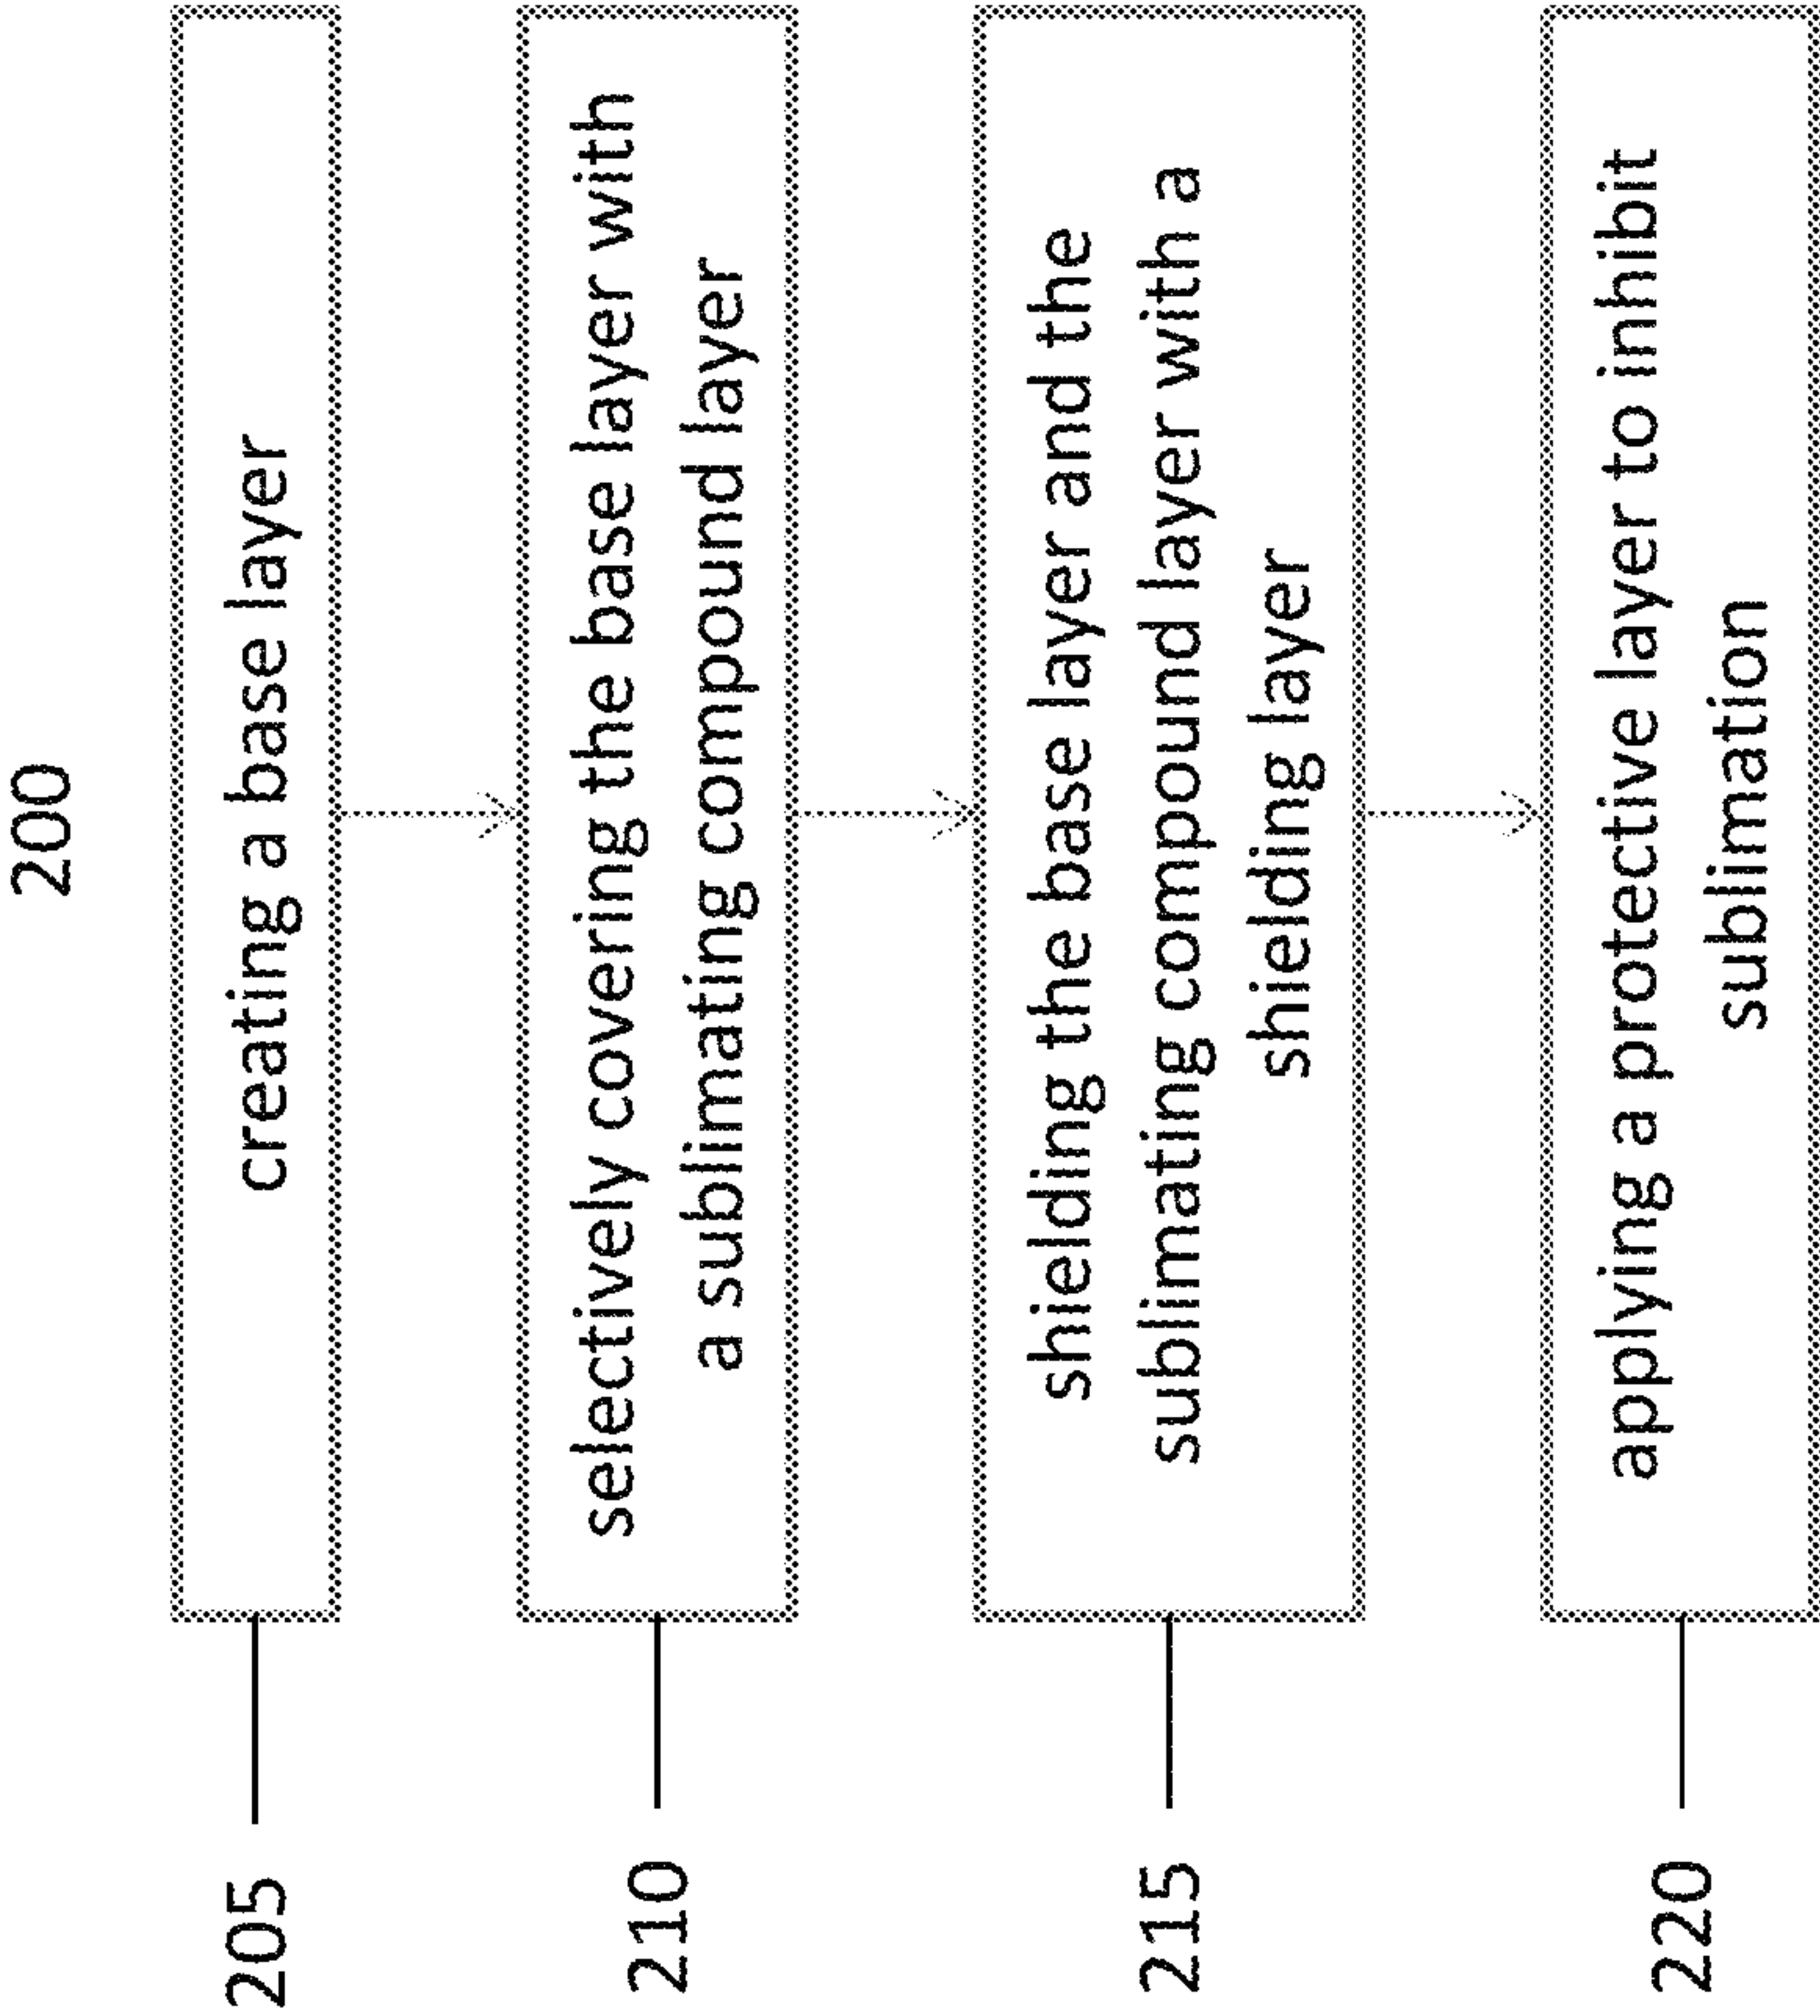 200
205
creating a base layer
210
selectively covering the base layer with
a sublimating compound layer
215
shielding the base layer and the
sublimating compound layer with a
shielding layer
220
applying a protective layer to inhibit
sublimation